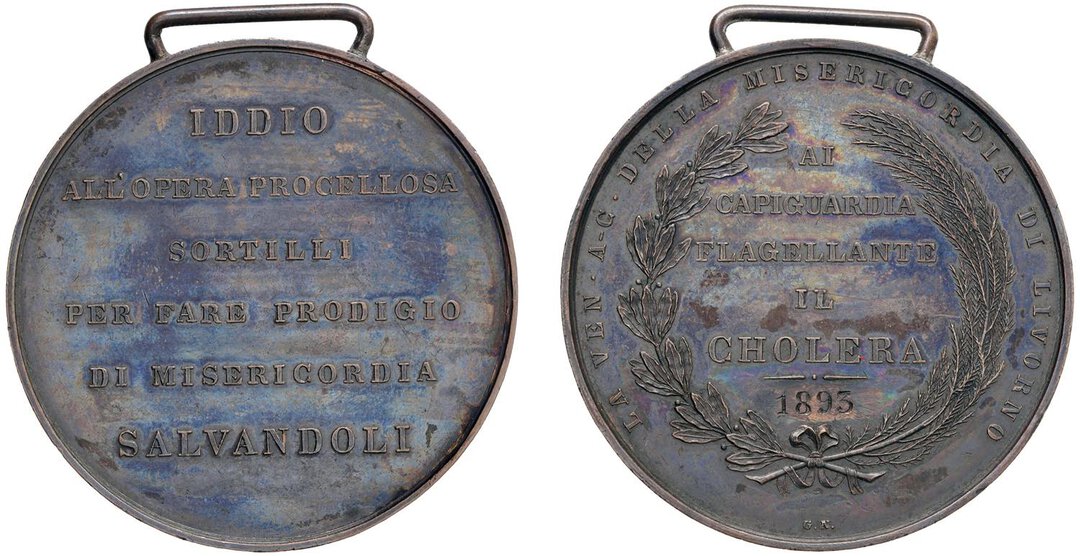 IDDIO
ALL'OPERA PROCELLOSA
SORTILLI
PER FARE PRODIGIO
DI MISERICORDIA
SALVANDOLI
LA VEN·A·C·DELLA MISERICORDIA DI LIVORNO
AI
CAPIGUARDIA
FLAGELLANTE
IL
CHOLERA
1893
G.K.